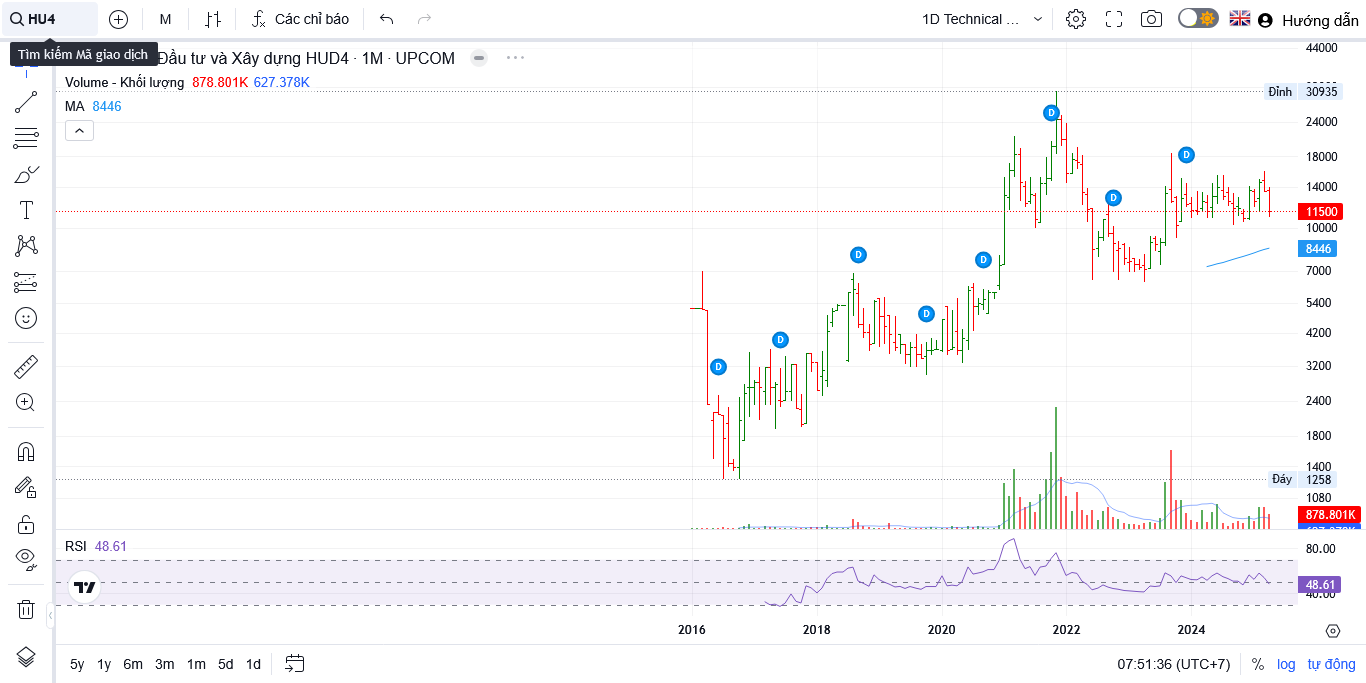 HU4
M
Các chỉ báo
1D Technical ...
Hướng dẫn
Tìm kiếm Mã giao dịch
Đầu tư và Xây dựng HUD4 · 1M · UPCOM
Volume - Khối lượng 878.801K 627.378K
MA 8446
44000
Đỉnh 30935
24000
18000
14000
11500
10000
8446
7000
5400
4200
3200
2400
1800
1400
Đáy 1258
1080
878.801K
D
D
D
D
D
D
D
D
RSI 48.61
80.00
48.61
40.00
2016 2018 2020 2022 2024
5y 1y 6m 3m 1m 5d 1d
07:51:36 (UTC+7) % log tự động